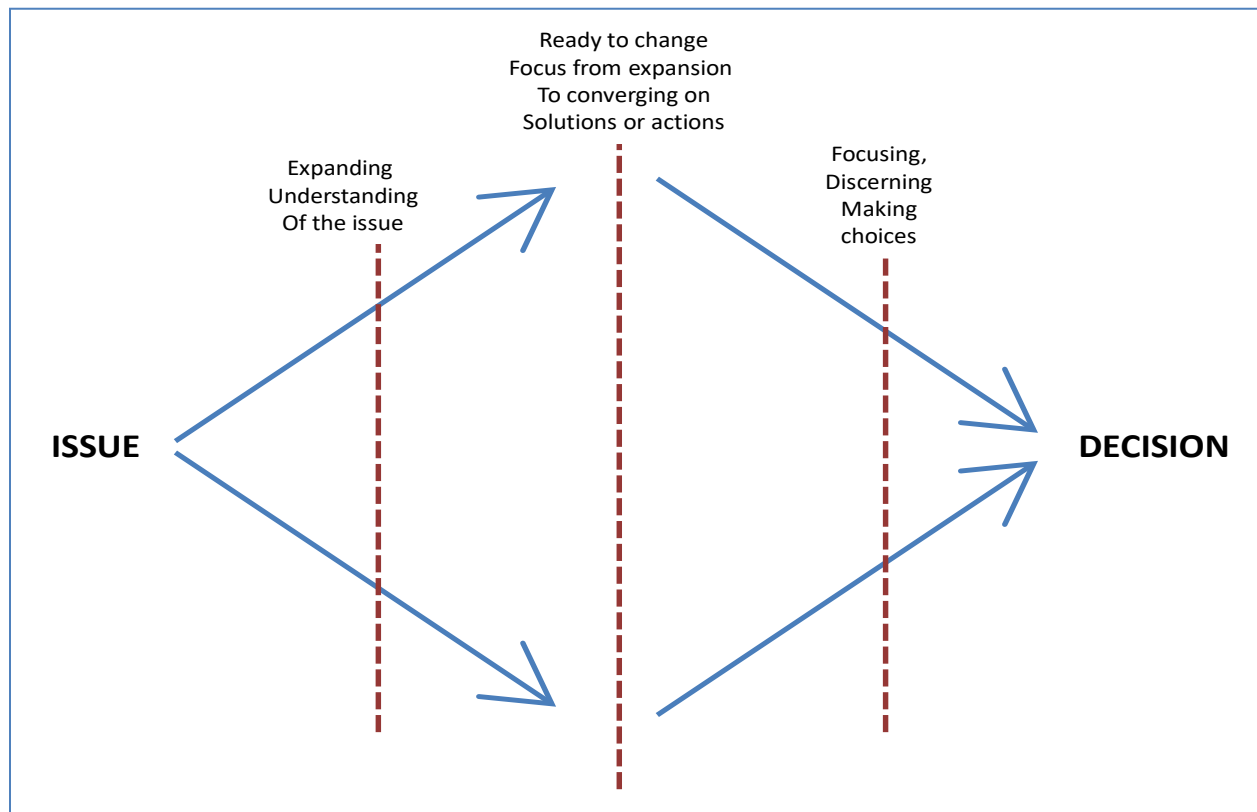 Ready to change
Focus from expansion
To converging on
Solutions or actions
Expanding
Understanding
Of the issue
Focusing,
Discerning
Making
choices
ISSUE
DECISION